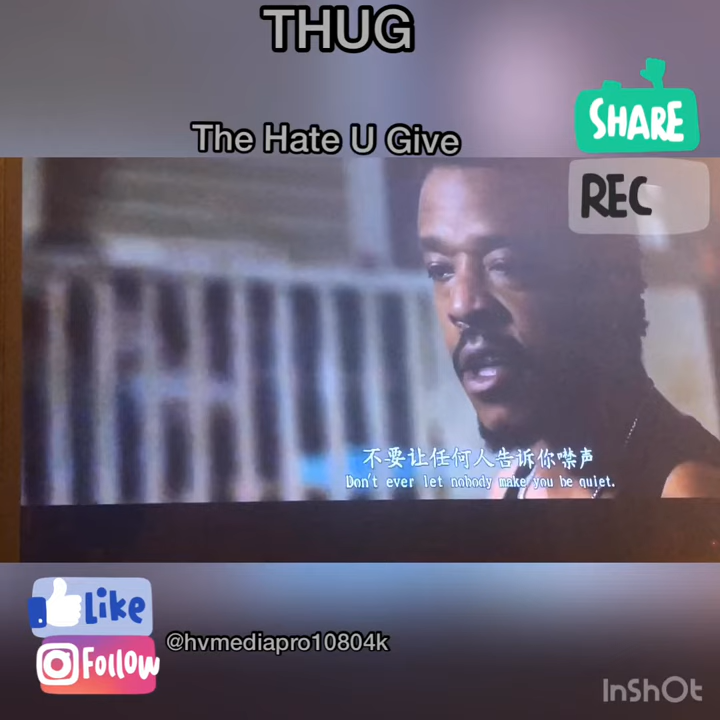 THUG
The Hate U Give
SHARE
REC
不要让任何人告诉你噤声
Don't ever let nobody make you be quiet.
Like
Follow
@hvmediapro10804k
InShOt